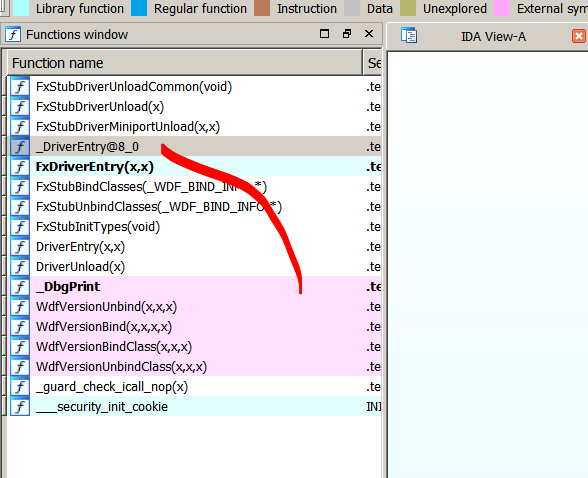 Library function Regular function Instruction Data Unexplored External sym
Functions window
IDA View-A
Function name Se
f FxStubDriverUnloadCommon(void) .te
f FxStubDriverUnload(x) .te
f FxStubDriverMiniportUnload(x,x) .te
f _DriverEntry@8_0 .te
f FxDriverEntry(x,x) .te
f FxStubBindClasses(_WDF_BIND_INFO *) .te
f FxStubUnbindClasses(_WDF_BIND_INFO *) .te
f FxStubInitTypes(void) .te
f DriverEntry(x,x) .te
f DriverUnload(x) .te
f _DbgPrint .te
f WdfVersionUnbind(x,x,x) .te
f WdfVersionBind(x,x,x,x) .te
f WdfVersionBindClass(x,x,x) .te
f WdfVersionUnbindClass(x,x,x) .te
f _guard_check_icall_nop(x) .te
f ___security_init_cookie INI